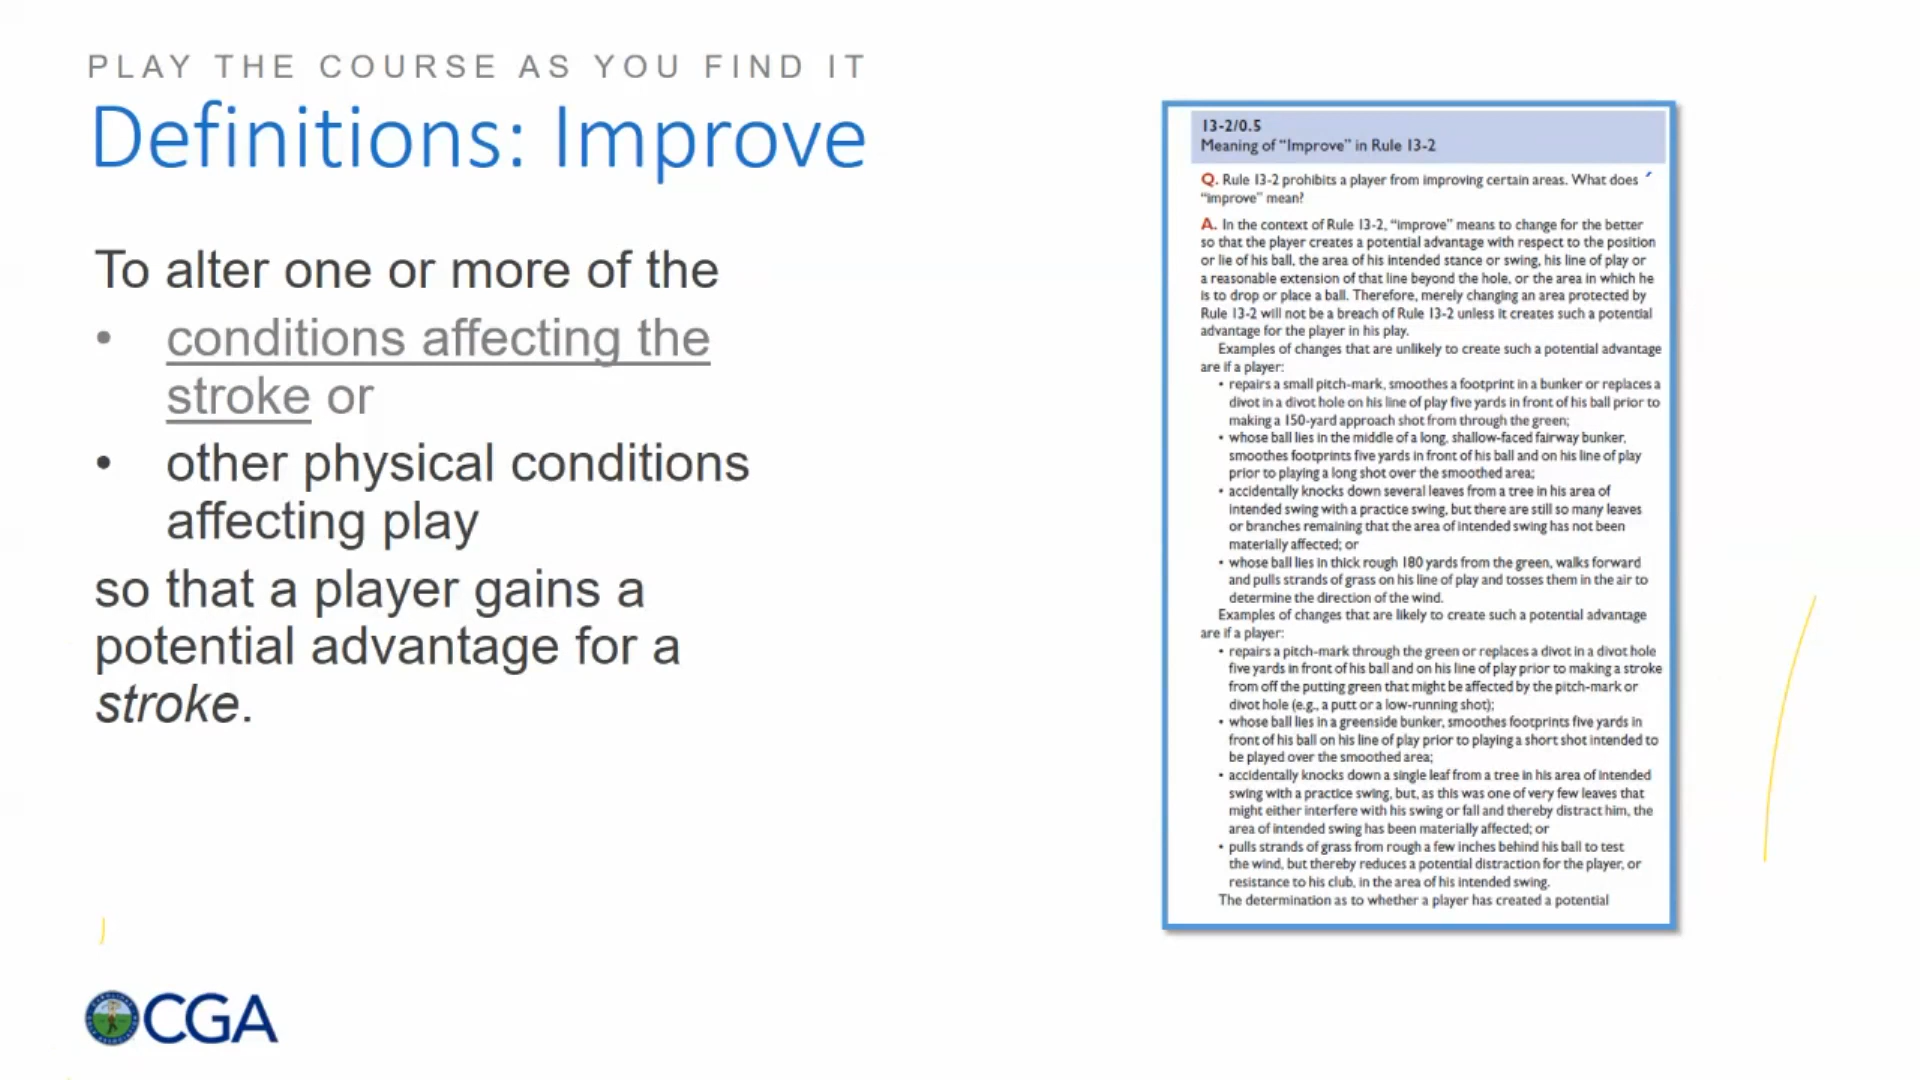 PLAY THE COURSE AS YOU FIND IT
Definitions: Improve
To alter one or more of the
• conditions affecting the
stroke or
• other physical conditions
affecting play
so that a player gains a
potential advantage for a
stroke.
13-2/0.5
Meaning of “Improve” in Rule 13-2
Q. Rule 13-2 prohibits a player from improving certain areas. What does
“improve” mean?
A. In the context of Rule 13-2, “improve” means to change for the better
so that the player creates a potential advantage with respect to the position
or lie of his ball, the area of his intended stance or swing, his line of play or
a reasonable extension of that line beyond the hole, or the area in which he
is to drop or place a ball. Therefore, merely changing an area protected by
Rule 13-2 will not be a breach of Rule 13-2 unless it creates such a potential
advantage for the player in his play.
Examples of changes that are unlikely to create such a potential advantage
are if a player:
• repairs a small pitch-mark, smoothes a footprint in a bunker or replaces a
divot in a divot hole on his line of play five yards in front of his ball prior to
making a 150-yard approach shot from through the green;
• whose ball lies in the middle of a long, shallow-faced fairway bunker,
smoothes footprints five yards in front of his ball and on his line of play
prior to playing a long shot over the smoothed area;
• accidentally knocks down several leaves from a tree in his area of
intended swing with a practice swing, but there are still so many leaves
or branches remaining that the area of intended swing has not been
materially affected; or
• whose ball lies in thick rough 180 yards from the green, walks forward
and pulls strands of grass on his line of play and tosses them in the air to
determine the direction of the wind.
Examples of changes that are likely to create such a potential advantage
are if a player:
• repairs a pitch-mark through the green or replaces a divot in a divot hole
five yards in front of his ball and on his line of play prior to making a stroke
from off the putting green that might be affected by the pitch-mark or
divot hole (e.g., a putt or a low-running shot);
• whose ball lies in a greenside bunker, smoothes footprints five yards in
front of his ball on his line of play prior to playing a short shot intended to
be played over the smoothed area;
• accidentally knocks down a single leaf from a tree in his area of intended
swing with a practice swing, but, as this was one of very few leaves that
might either interfere with his swing or fall and thereby distract him, the
area of intended swing has been materially affected; or
• pulls strands of grass from rough a few inches behind his ball to test
the wind, but thereby reduces a potential distraction for the player, or
resistance to his club, in the area of his intended swing.
The determination as to whether a player has created a potential
CGA